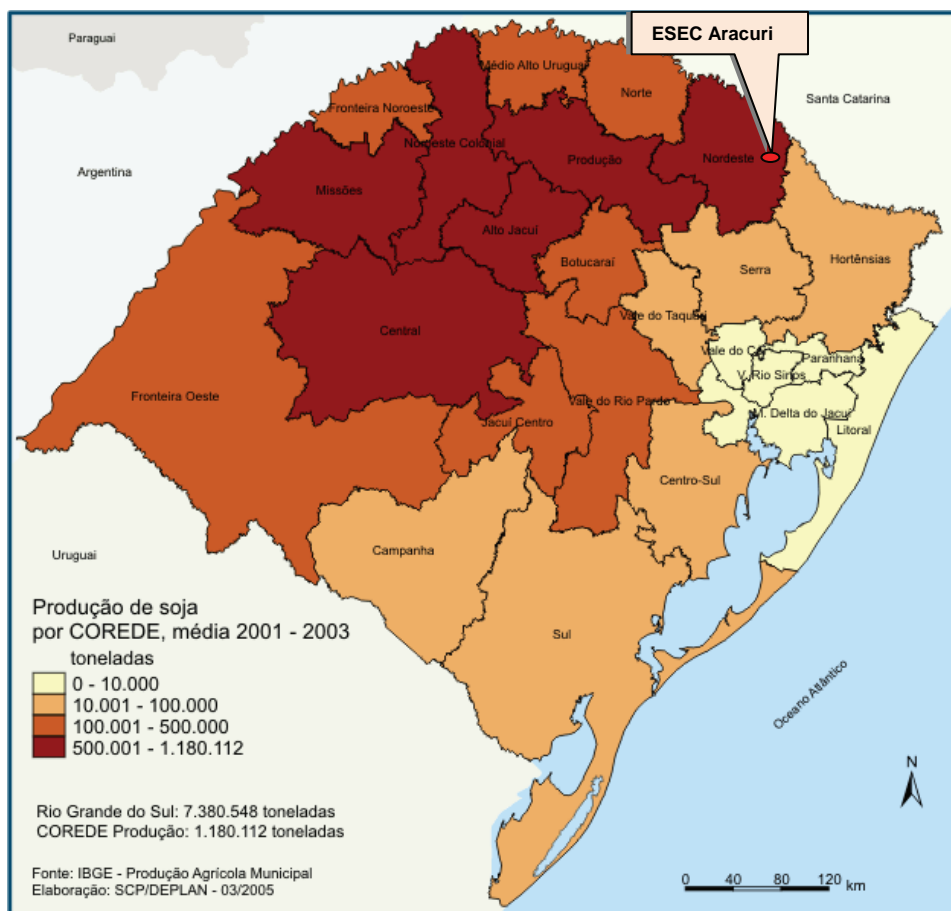 ESEC Aracuri
Paraguai
Médio Alto Uruguai
Norte
Santa Catarina
Fronteira Noroeste
Nordeste Colonial
Produção
Nordeste
Argentina
Missões
Alto Jacuí
Botucaraí
Serra
Hortênsias
Central
Vale do Taquari
Vale do Caí
Paranhana
V. Rio Sinos
Fronteira Oeste
Vale do Rio Pardo
M. Delta do Jacuí
Jacuí Centro
Litoral
Centro-Sul
Campanha
Uruguai
Sul
Oceano Atlântico
Produção de soja
por COREDE, média 2001 - 2003
toneladas
0 - 10.000
10.001 - 100.000
100.001 - 500.000
500.001 - 1.180.112
Rio Grande do Sul: 7.380.548 toneladas
COREDE Produção: 1.180.112 toneladas
Fonte: IBGE - Produção Agrícola Municipal
Elaboração: SCP/DEPLAN - 03/2005
N
0 40 80 120
km